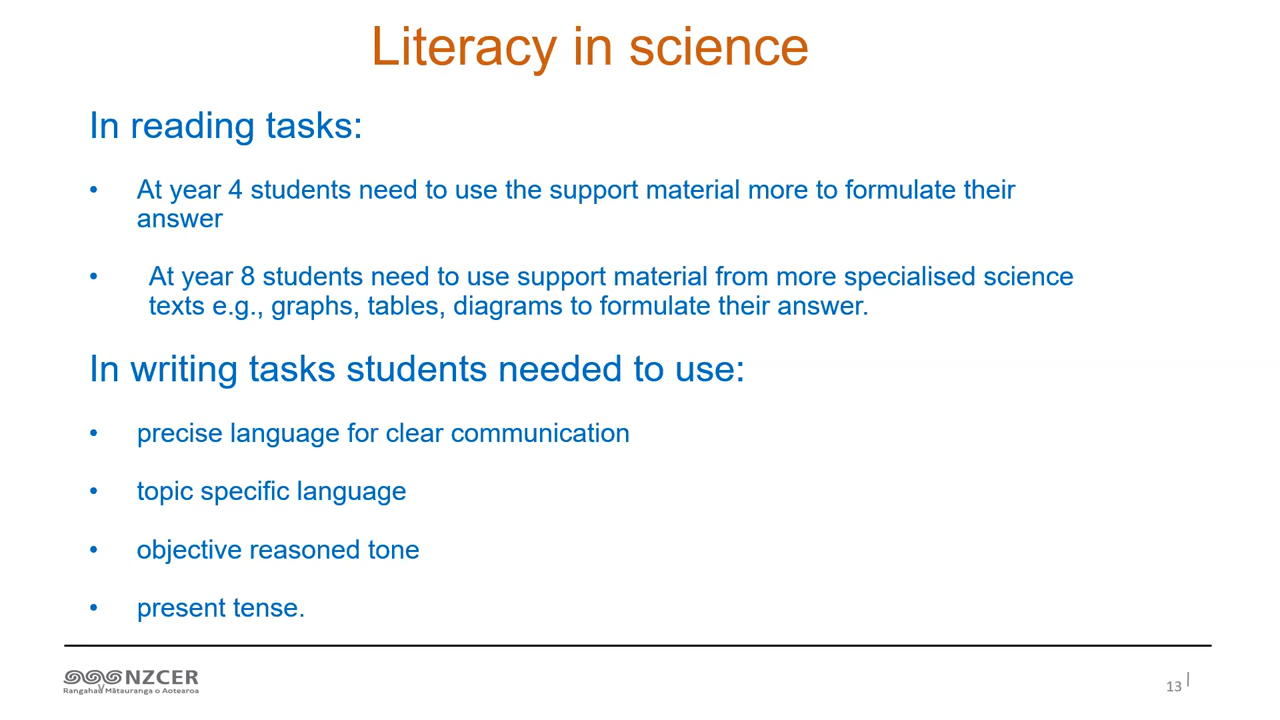 Literacy in science
In reading tasks:
• At year 4 students need to use the support material more to formulate their
answer
• At year 8 students need to use support material from more specialised science
texts e.g., graphs, tables, diagrams to formulate their answer.
In writing tasks students needed to use:
• precise language for clear communication
• topic specific language
• objective reasoned tone
• present tense.
NZCER
Rangahau Mātauranga o Aotearoa
13